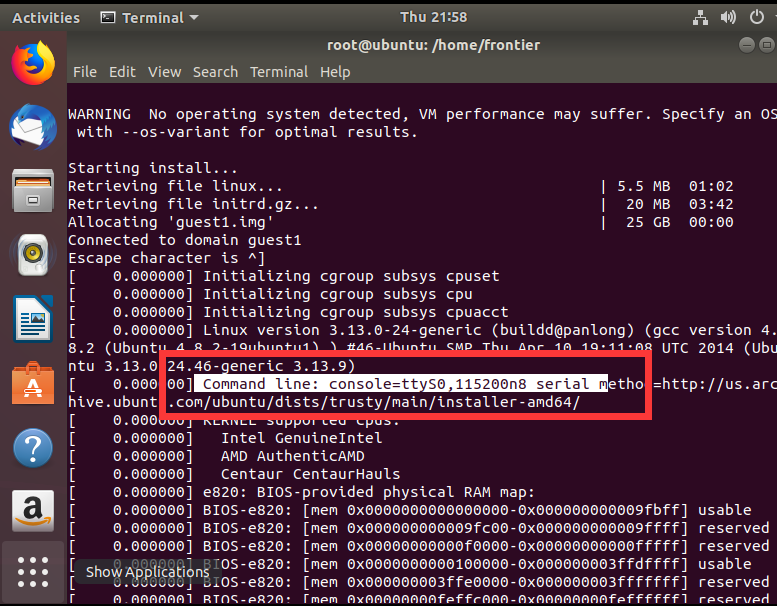 Activities
Terminal
Thu 21:58
root@ubuntu: /home/frontier
File Edit View Search Terminal Help
WARNING  No operating system detected, VM performance may suffer. Specify an OS
 with --os-variant for optimal results.
Starting install...
Retrieving file linux... | 5.5 MB 01:02
Retrieving file initrd.gz... | 20 MB 03:42
Allocating 'guest1.img' | 25 GB 00:00
Connected to domain guest1
Escape character is ^]
[    0.000000] Initializing cgroup subsys cpuset
[    0.000000] Initializing cgroup subsys cpu
[    0.000000] Initializing cgroup subsys cpuacct
[    0.000000] Linux version 3.13.0-24-generic (buildd@panlong) (gcc version 4.
8.2 (Ubuntu 4.8.2-19ubuntu1) ) #46-Ubuntu SMP Thu Apr 10 19:11:08 UTC 2014 (Ubu
ntu 3.13.0 24.46-generic 3.13.9)
[    0.000000] Command line: console=ttyS0,115200n8 serial method=http://us.arc
hive.ubunt .com/ubuntu/dists/trusty/main/installer-amd64/
[    0.000000] KERNEL supported cpus:
[    0.000000]   Intel GenuineIntel
[    0.000000]   AMD AuthenticAMD
[    0.000000]   Centaur CentaurHauls
[    0.000000] e820: BIOS-provided physical RAM map:
[    0.000000] BIOS-e820: [mem 0x0000000000000000-0x000000000009fbff] usable
[    0.000000] BIOS-e820: [mem 0x000000000009fc00-0x000000000009ffff] reserved
[    0.000000] BIOS-e820: [mem 0x00000000000f0000-0x00000000000fffff] reserved
[    0.000000] BIOS-e820: [mem 0x0000000000100000-0x000000003ffdffff] usable
[    0.000000] BIOS-e820: [mem 0x000000003ffe0000-0x000000003fffffff] reserved
[    0.000000] BIOS-e820: [mem 0x00000000feffc000-0x00000000feffffff] reserved
Show Applications